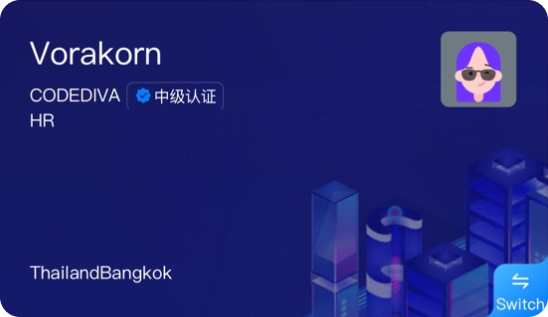 Vorakorn
CODEDIVA 中级认证
HR
ThailandBangkok
Switch